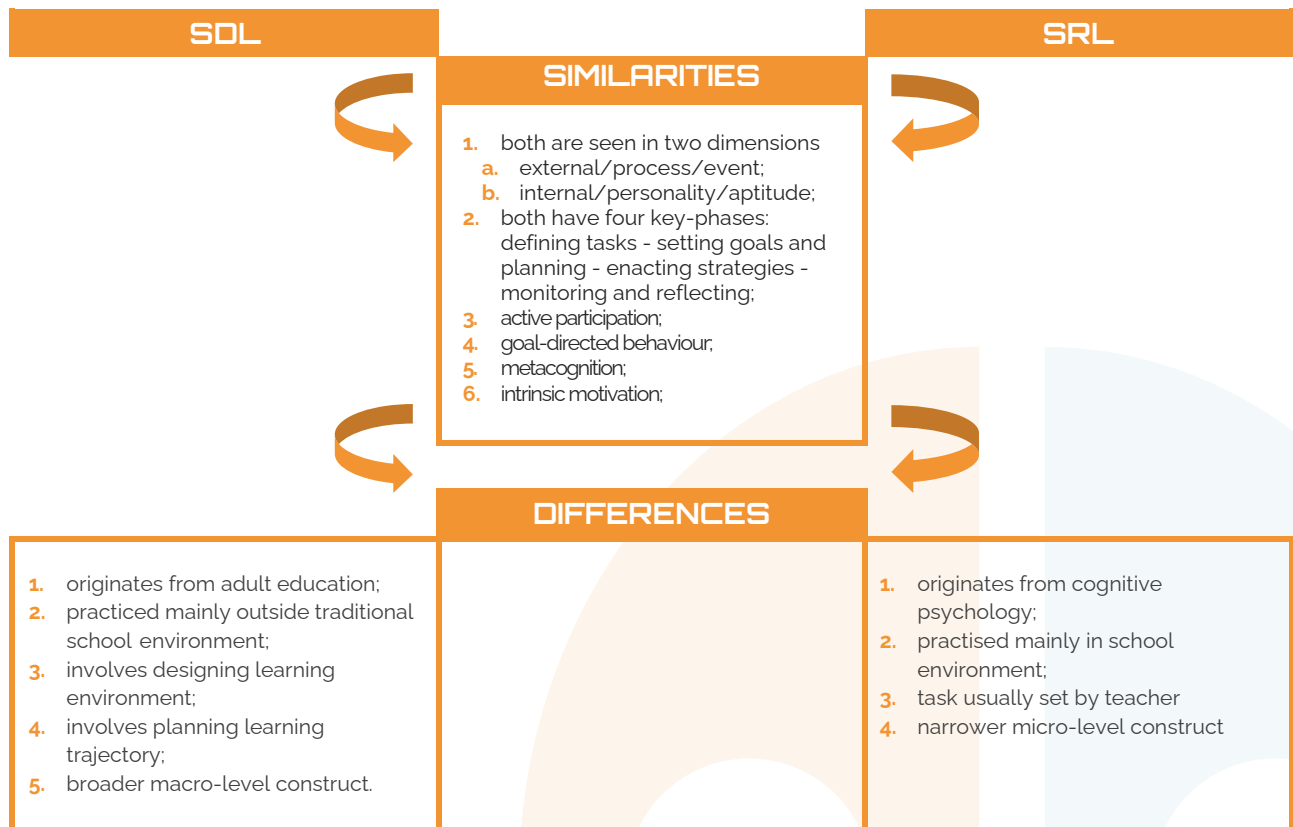 SDL
SRL
SIMILARITIES
1. both are seen in two dimensions
a. external/process/event;
b. internal/personality/aptitude;
2. both have four key-phases:
defining tasks - setting goals and
planning - enacting strategies -
monitoring and reflecting;
3. active participation;
4. goal-directed behaviour;
5. metacognition;
6. intrinsic motivation;
DIFFERENCES
1. originates from adult education;
2. practiced mainly outside traditional
school environment;
3. involves designing learning
environment;
4. involves planning learning
trajectory;
5. broader macro-level construct.
1. originates from cognitive
psychology;
2. practised mainly in school
environment;
3. task usually set by teacher
4. narrower micro-level construct